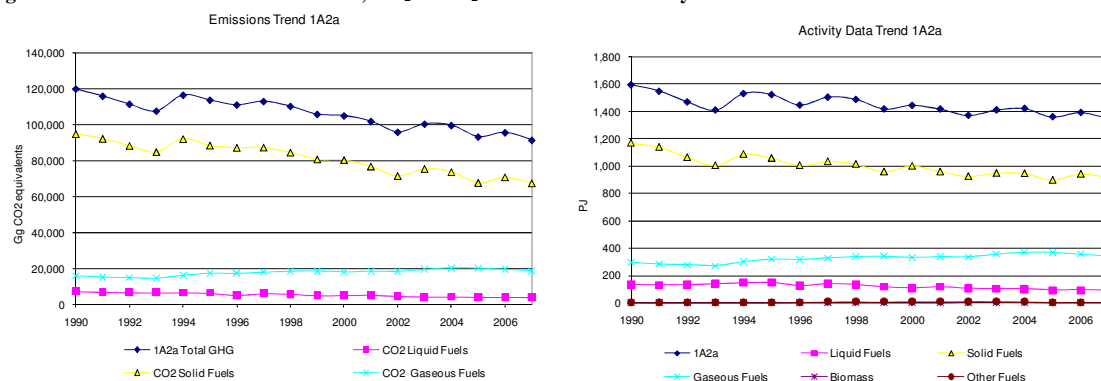 Emissions Trend 1A2a
140,000
120,000
100,000
80,000
60,000
40,000
20,000
0
Gg CO2 equivalents
1990 1992 1994 1996 1998 2000 2002 2004 2006
1A2a Total GHG
CO2 Liquid Fuels
CO2 Solid Fuels
CO2 Gaseous Fuels
Activity Data Trend 1A2a
1,800
1,600
1,400
1,200
1,000
800
600
400
200
0
PJ
1990 1992 1994 1996 1998 2000 2002 2004 2006
1A2a
Liquid Fuels
Solid Fuels
Gaseous Fuels
Biomass
Other Fuels